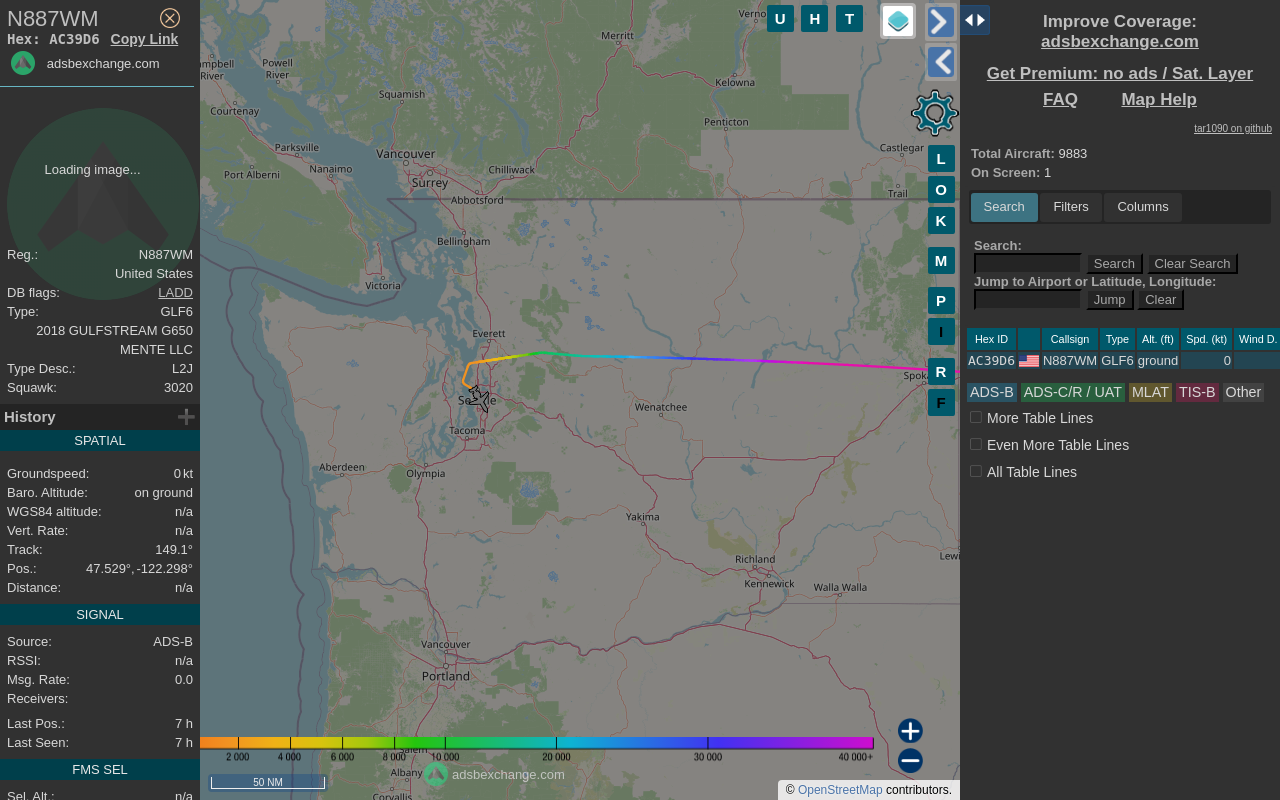 N887WM
Hex: AC39D6 Copy Link
adsbexchange.com
Loading image...
Reg.: N887WM
United States
DB flags: LADD
Type: GLF6
2018 GULFSTREAM G650
MENTE LLC
Type Desc.: L2J
Squawk: 3020
History
SPATIAL
Groundspeed: 0 kt
Baro. Altitude: on ground
WGS84 altitude: n/a
Vert. Rate: n/a
Track: 149.1°
Pos.: 47.529°, -122.298°
Distance: n/a
SIGNAL
Source: ADS-B
RSSI: n/a
Msg. Rate: 0.0
Receivers:
Last Pos.: 7 h
Last Seen: 7 h
FMS SEL
Sel. Alt.: n/a
U H T
L
O
K
M
P
I
R
F
Merritt
Powell
River
River
Squamish
Kelowna
Courtenay
Penticton
Parksville
Vancouver
Castlegar
Port Alberni
Nanaimo
Surrey
Chilliwack
Abbotsford
Trail
Bellingham
Victoria
Everett
Wenatchee
Tacoma
Aberdeen
Olympia
Yakima
Richland
Kennewick
Walla Walla
Vancouver
Portland
Salem
Albany
Corvallis
2 000 4 000 6 000 8 000 10 000 20 000 30 000 40 000+
adsbexchange.com
50 NM
© OpenStreetMap contributors.
Improve Coverage:
adsbexchange.com
Get Premium: no ads / Sat. Layer
FAQ Map Help
tar1090 on github
Total Aircraft: 9883
On Screen: 1
Search Filters Columns
Search:
Search Clear Search
Jump to Airport or Latitude, Longitude:
Jump Clear
Hex ID Callsign Type Alt. (ft) Spd. (kt) Wind D.
AC39D6 N887WM GLF6 ground 0
ADS-B ADS-C/R / UAT MLAT TIS-B Other
More Table Lines
Even More Table Lines
All Table Lines